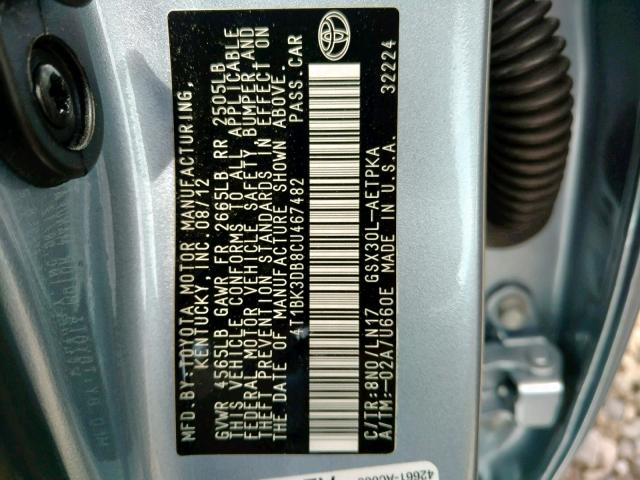 MFD.BY:TOYOTA MOTOR MANUFACTURING,
KENTUCKY, INC. 08/12
GVWR 4565LB GAWR FR 2665LB RR 2505LB
THIS VEHICLE CONFORMS TO ALL APPLICABLE
FEDERAL MOTOR VEHICLE SAFETY, BUMPER, AND
THEFT PREVENTION STANDARDS IN EFFECT ON
THE DATE OF MANUFACTURE SHOWN ABOVE.
4T1BK3DB8CU467482 PASS.CAR
C/TR:8N0/LN17 GSX30L-AETPKA 32224
A/TM:-02A/U660E MADE IN U.S.A.